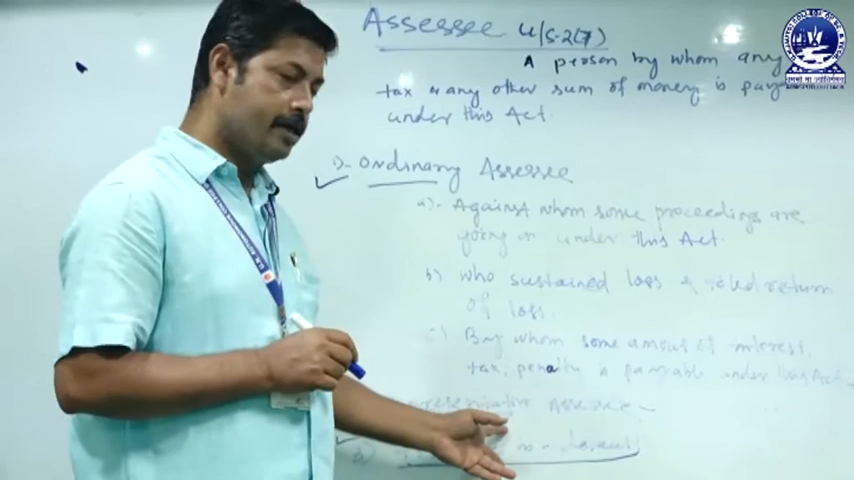 Assessee u/s-2(7)
A person by whom any
tax or any other sum of money is pay
under this Act.
1)- Ordinary Assessee
a)- Against whom some proceedings are
going on under this Act.
b) who sustained loss & filed return
of loss.
c) By whom some amount of interest,
tax, penalty is payable under this Act
Assessee